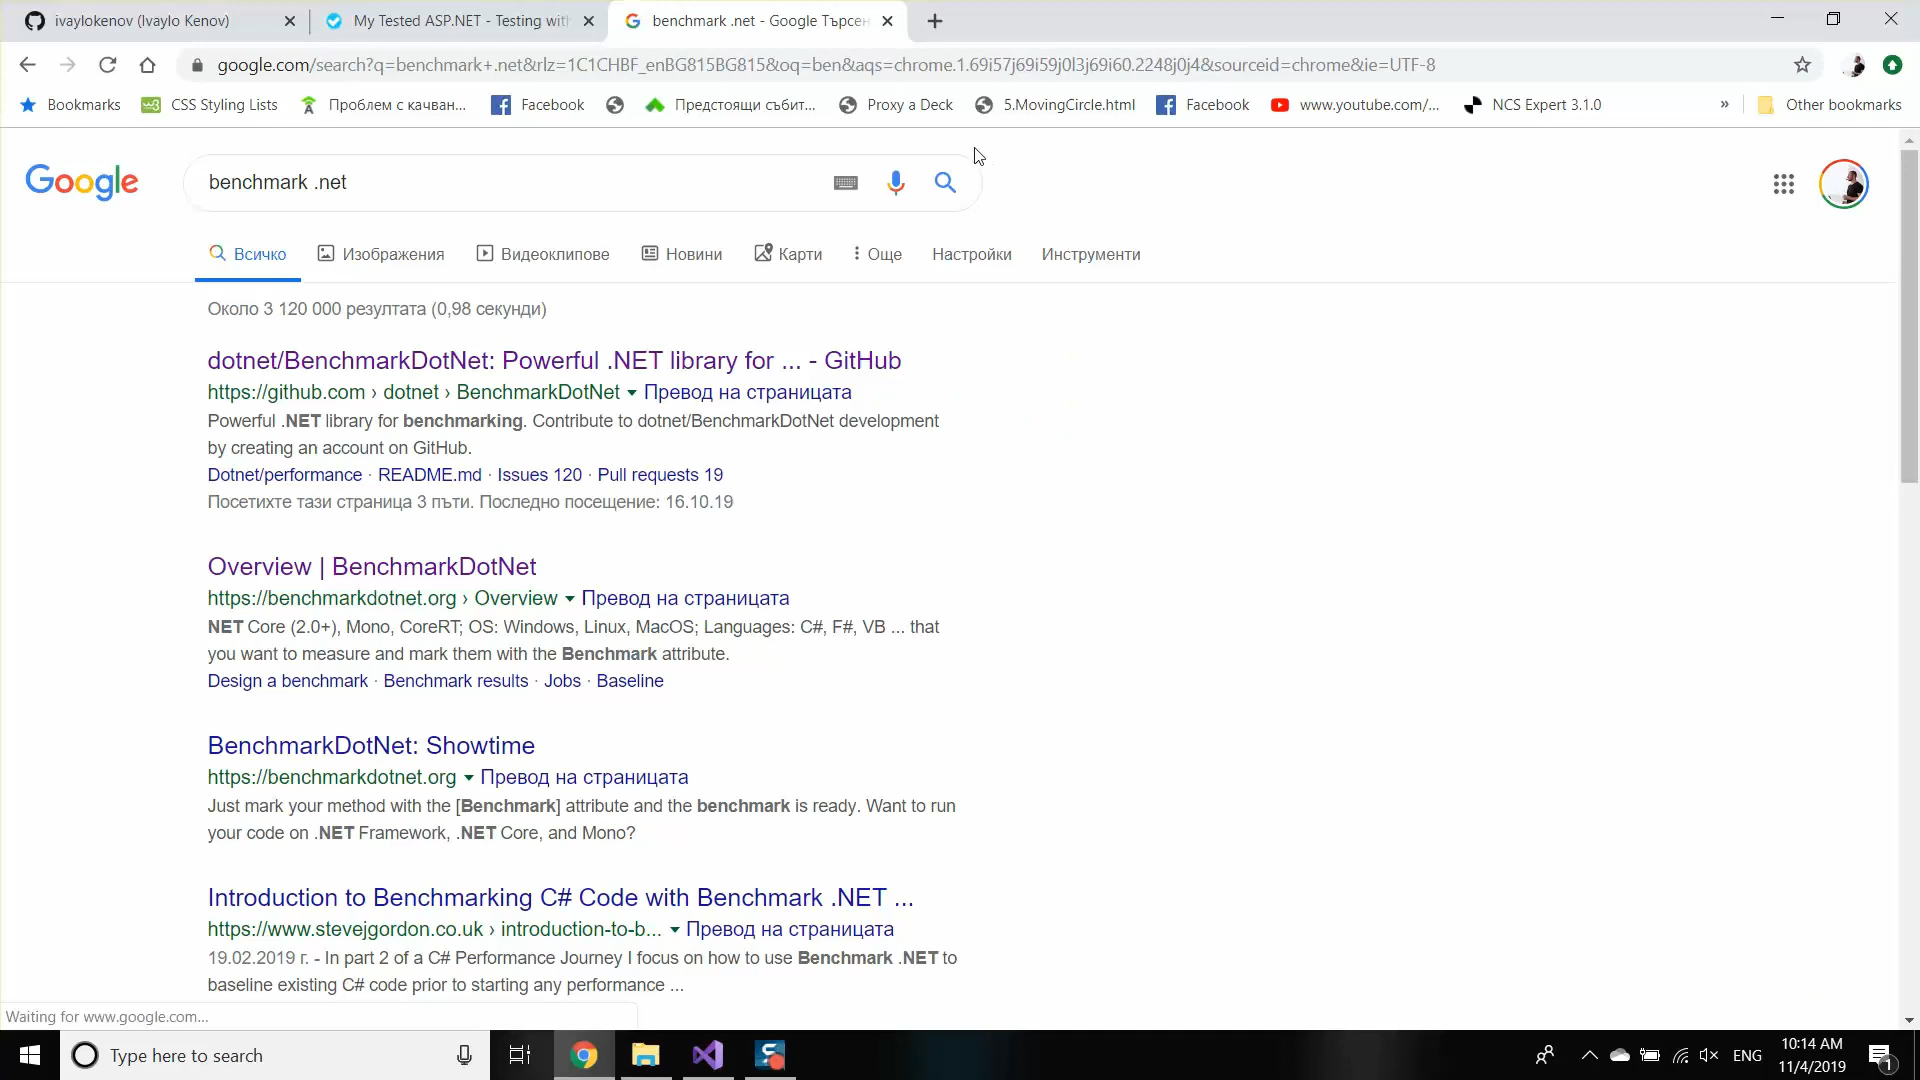 ivaylokenov (Ivaylo Kenov)
My Tested ASP.NET - Testing with
benchmark .net - Google Търсен
google.com/search?q=benchmark+.net&rlz=1C1CHBF_enBG815BG815&oq=ben&aqs=chrome.1.69i57j69i59j0l3j69i60.2248j0j4&sourceid=chrome&ie=UTF-8
Bookmarks
CSS Styling Lists
Проблем с качван...
Facebook
Предстоящи събит...
Proxy a Deck
5.MovingCircle.html
Facebook
www.youtube.com/...
NCS Expert 3.1.0
»
Other bookmarks
Google
benchmark .net
Всичко
Изображения
Видеоклипове
Новини
Карти
Още
Настройки
Инструменти
Около 3 120 000 резултата (0,98 секунди)
dotnet/BenchmarkDotNet: Powerful .NET library for ... - GitHub
https://github.com › dotnet › BenchmarkDotNet Превод на страницата
Powerful .NET library for benchmarking. Contribute to dotnet/BenchmarkDotNet development
by creating an account on GitHub.
Dotnet/performance · README.md · Issues 120 · Pull requests 19
Посетихте тази страница 3 пъти. Последно посещение: 16.10.19
Overview | BenchmarkDotNet
https://benchmarkdotnet.org › Overview Превод на страницата
NET Core (2.0+), Mono, CoreRT; OS: Windows, Linux, MacOS; Languages: C#, F#, VB ... that
you want to measure and mark them with the Benchmark attribute.
Design a benchmark · Benchmark results · Jobs · Baseline
BenchmarkDotNet: Showtime
https://benchmarkdotnet.org Превод на страницата
Just mark your method with the [Benchmark] attribute and the benchmark is ready. Want to run
your code on .NET Framework, .NET Core, and Mono?
Introduction to Benchmarking C# Code with Benchmark .NET ...
https://www.stevejgordon.co.uk › introduction-to-b... Превод на страницата
19.02.2019 г. - In part 2 of a C# Performance Journey I focus on how to use Benchmark .NET to
baseline existing C# code prior to starting any performance ...
Waiting for www.google.com...
Type here to search
ENG
10:14 AM
11/4/2019
1